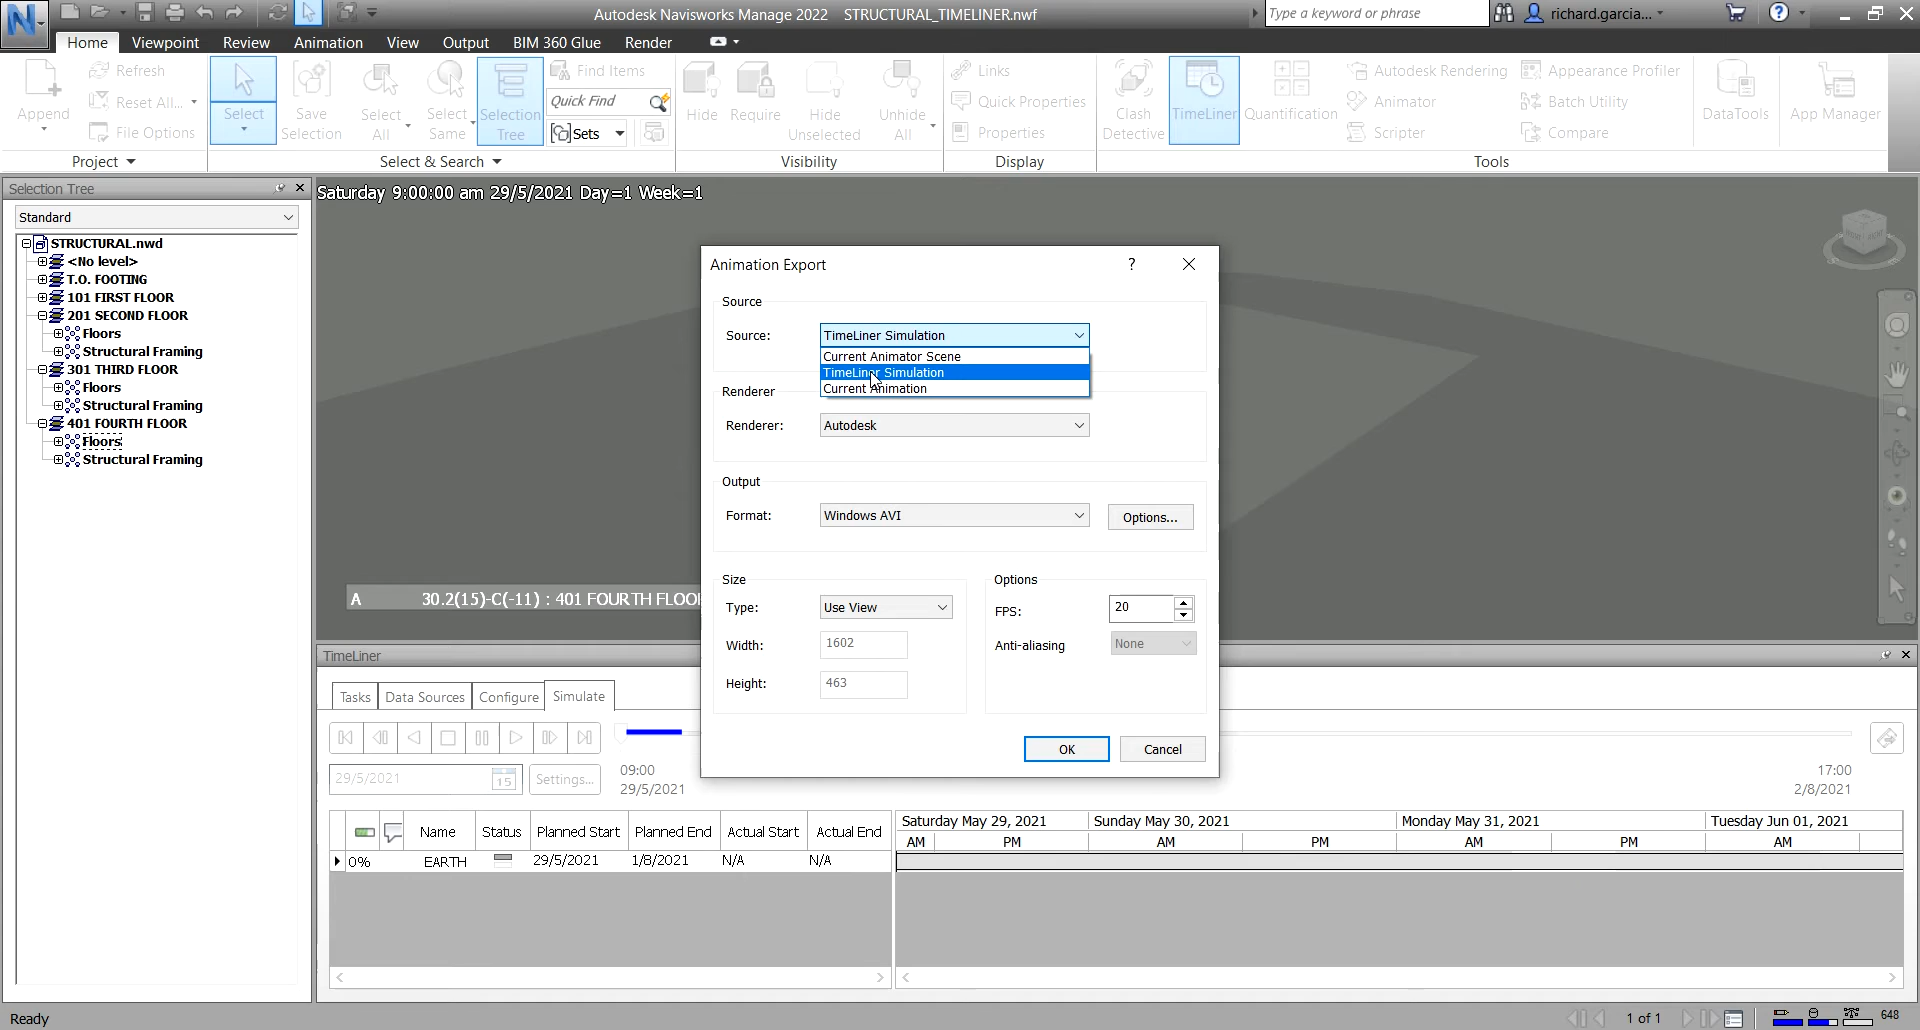 Autodesk Navisworks Manage 2022 STRUCTURAL_TIMELINER.nwf
Type a keyword or phrase
richard.garcia...
Home Viewpoint Review Animation View Output BIM 360 Glue Render
Append
Refresh
Reset All...
File Options
Select
Save Selection
Select All
Select Same
Selection Tree
Find Items
Quick Find
Sets
Hide
Require
Hide Unselected
Unhide All
Links
Quick Properties
Properties
Clash Detective
TimeLiner
Quantification
Autodesk Rendering
Animator
Scripter
Appearance Profiler
Batch Utility
Compare
DataTools
App Manager
Project
Select & Search
Visibility
Display
Tools
Selection Tree
Standard
STRUCTURAL.nwd
<No level>
T.O. FOOTING
101 FIRST FLOOR
201 SECOND FLOOR
Floors
Structural Framing
301 THIRD FLOOR
Floors
Structural Framing
401 FOURTH FLOOR
Floors
Structural Framing
Saturday 9:00:00 am 29/5/2021 Day=1 Week=1
A 30.2(15)-C(-11) : 401 FOURTH FLOO
Animation Export
?
Source
Source: TimeLiner Simulation
Current Animator Scene
TimeLiner Simulation
Current Animation
Renderer
Renderer: Autodesk
Output
Format: Windows AVI
Options...
Size
Type: Use View
Width: 1602
Height: 463
Options
FPS: 20
Anti-aliasing None
OK
Cancel
TimeLiner
Tasks Data Sources Configure Simulate
29/5/2021
15
Settings...
09:00
29/5/2021
17:00
2/8/2021
Name Status Planned Start Planned End Actual Start Actual End
0% EARTH 29/5/2021 1/8/2021 N/A N/A
Saturday May 29, 2021 Sunday May 30, 2021 Monday May 31, 2021 Tuesday Jun 01, 2021
AM PM AM PM AM PM AM
Ready
1 of 1
648